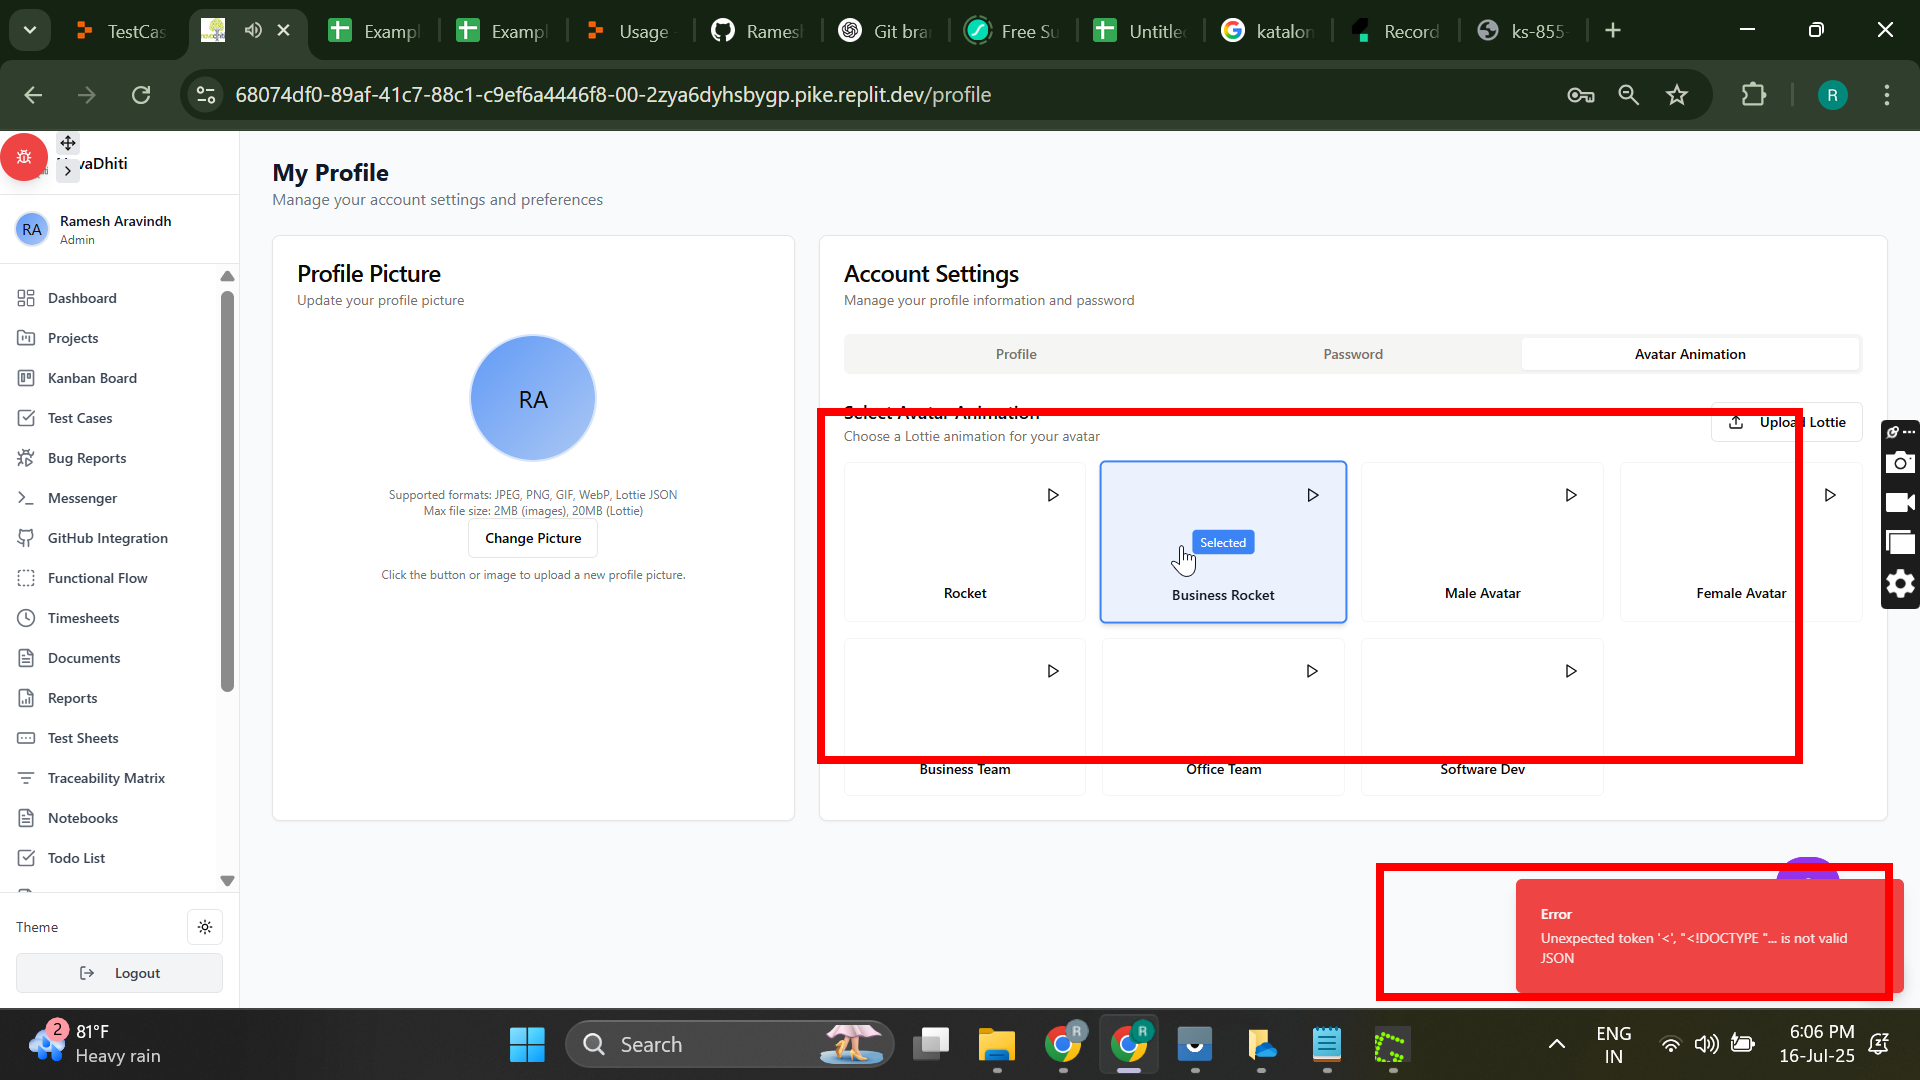 TestCas
Exampl
Exampl
Usage
Ramesh
Git bra
Free Su
Untitle
katalon
Record
ks-855-
68074df0-89af-41c7-88c1-c9ef6a4446f8-00-2zya6dyhsbygp.pike.replit.dev/profile
R
vaDhiti
RA
Ramesh Aravindh
Admin
Dashboard
Projects
Kanban Board
Test Cases
Bug Reports
Messenger
GitHub Integration
Functional Flow
Timesheets
Documents
Reports
Test Sheets
Traceability Matrix
Notebooks
Todo List
Theme
Logout
My Profile
Manage your account settings and preferences
Profile Picture
Update your profile picture
RA
Supported formats: JPEG, PNG, GIF, WebP, Lottie JSON
Max file size: 2MB (images), 20MB (Lottie)
Change Picture
Click the button or image to upload a new profile picture.
Account Settings
Manage your profile information and password
Profile
Password
Avatar Animation
Select Avatar Animation
Choose a Lottie animation for your avatar
Upload Lottie
Rocket
Selected
Business Rocket
Male Avatar
Female Avatar
Business Team
Office Team
Software Dev
Error
Unexpected token '<', "<!DOCTYPE "... is not valid
JSON
2
81°F
Heavy rain
Search
R
R
ENG
IN
6:06 PM
16-Jul-25